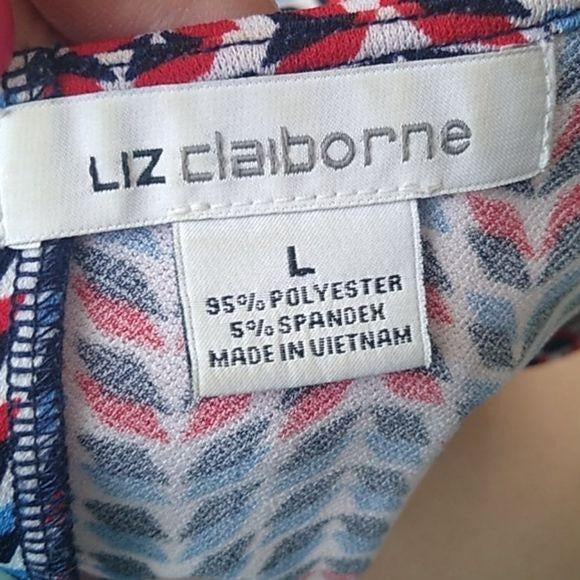 LIZ claiborne
L
95% POLYESTER
5% SPANDEX
MADE IN VIETNAM